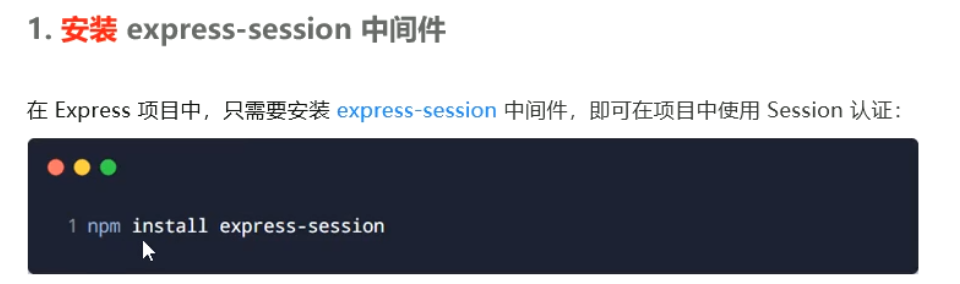 1. 安装 express-session 中间件
在 Express 项目中，只需要安装 express-session 中间件，即可在项目中使用 Session 认证：
1 npm install express-session